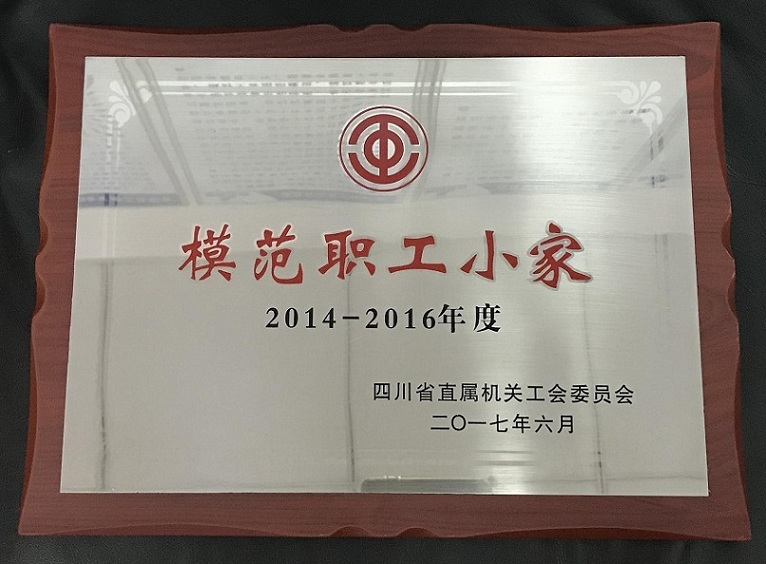 模范职工小家
2014-2016年度
四川省直属机关工会委员会
二〇一七年六月